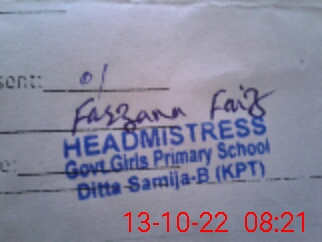 sent: 01
Farzana Faiz
HEADMISTRESS
Govt Girls Primary School
Ditta Samija-B (KPT)
13-10-22 08:21